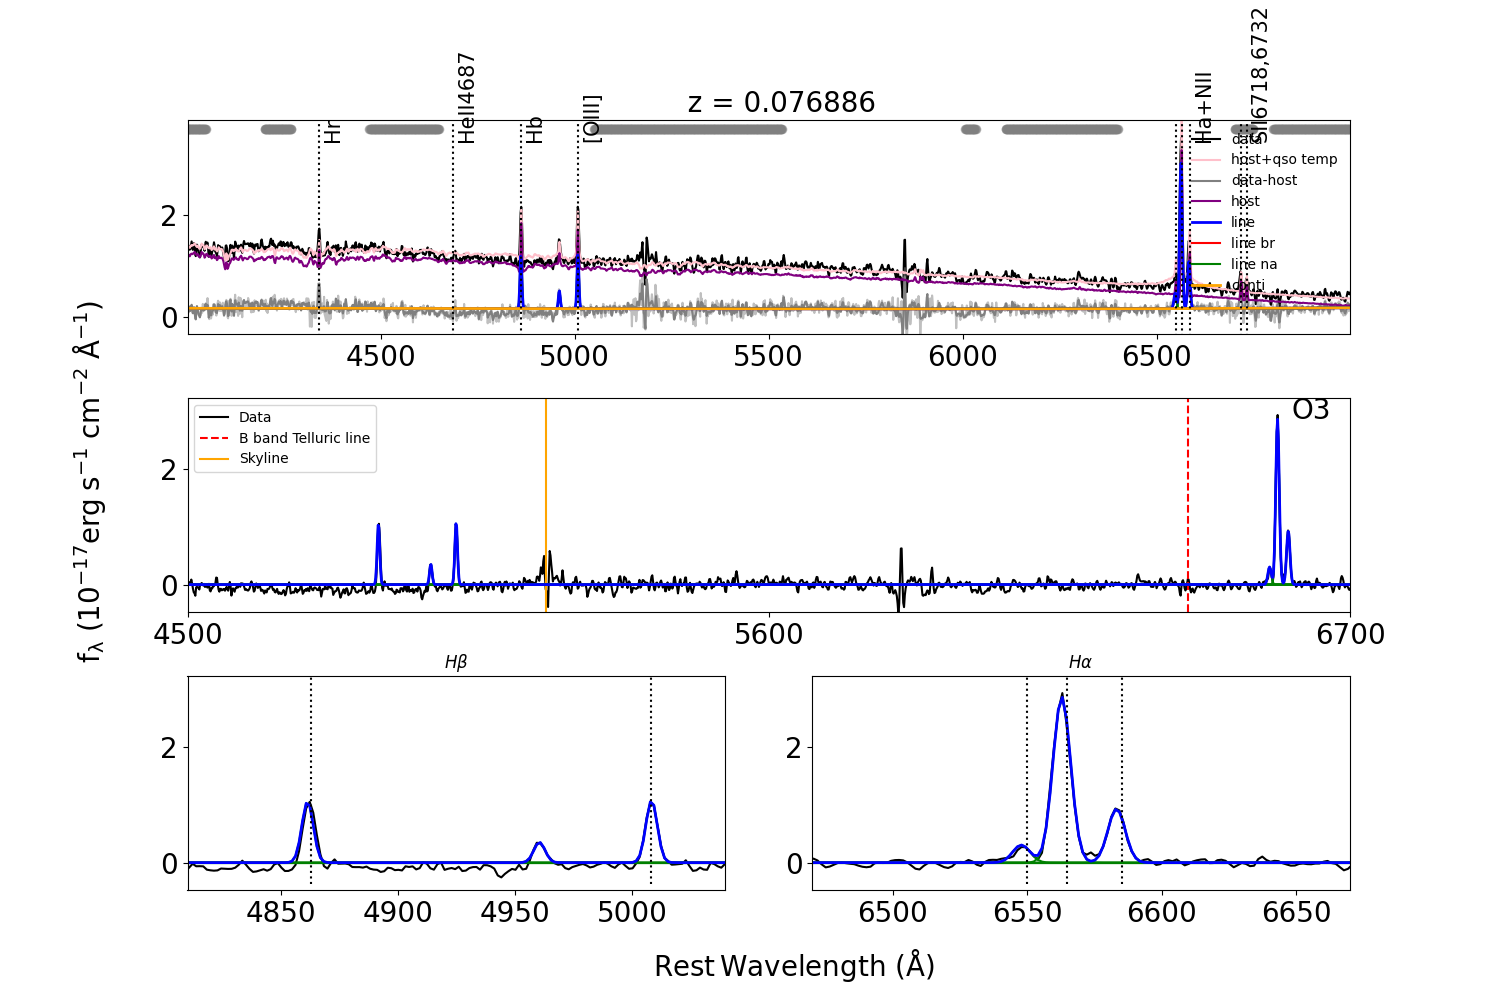 z = 0.076886
Hr
HeII4687
Hb
[OIII]
Ha+NII
SII6718,6732
data
host+qso temp
data-host
host
line
line br
line na
conti
2
0
4500
5000
5500
6000
6500
f_λ (10^{-17}erg s^{-1} cm^{-2} Å^{-1})
Data
B band Telluric line
Skyline
O3
2
0
4500
5600
6700
Hβ
2
0
4850
4900
4950
5000
Hα
2
0
6500
6550
6600
6650
Rest Wavelength (Å)